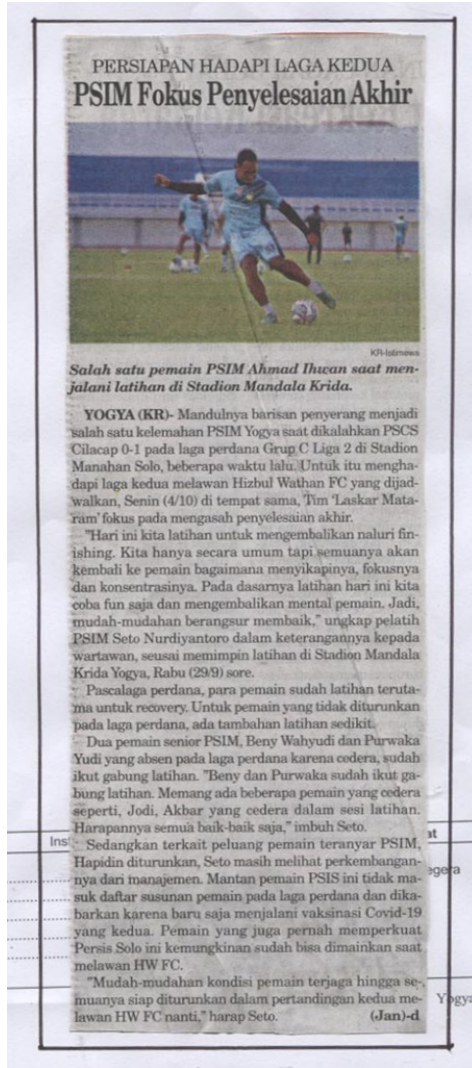 PERSIAPAN HADAPI LAGA KEDUA
PSIM Fokus Penyelesaian Akhir
KR-Istimewa
Salah satu pemain PSIM Ahmad Ihwan saat men-
jalani latihan di Stadion Mandala Krida.
YOGYA (KR)- Mandulnya barisan penyerang menjadi
salah satu kelemahan PSIM Yogya saat dikalahkan PSCS
Cilacap 0-1 pada laga perdana Grup C Liga 2 di Stadion
Manahan Solo, beberapa waktu lalu. Untuk itu mengha-
dapi laga kedua melawan Hizbul Wathan FC yang dijad-
walkan, Senin (4/10) di tempat sama, Tim 'Laskar Mata-
ram' fokus pada mengasah penyelesaian akhir.
"Hari ini kita latihan untuk mengembalikan naluri fin-
ishing. Kita hanya secara umum tapi semuanya akan
kembali ke pemain bagaimana menyikapinya, fokusnya
dan konsentrasinya. Pada dasarnya latihan hari ini kita
coba fun saja dan mengembalikan mental pemain. Jadi,
mudah-mudahan berangsur membaik," ungkap pelatih
PSIM Seto Nurdiyantoro dalam keterangannya kepada
wartawan, seusai memimpin latihan di Stadion Mandala
Krida Yogya, Rabu (29/9) sore.
Pascalaga perdana, para pemain sudah latihan teruta-
ma untuk recovery. Untuk pemain yang tidak diturunkan
pada laga perdana, ada tambahan latihan sedikit.
Dua pemain senior PSIM, Beny Wahyudi dan Purwaka
Yudi yang absen pada laga perdana karena cedera, sudah
ikut gabung latihan. "Beny dan Purwaka sudah ikut ga-
bung latihan. Memang ada beberapa pemain yang cedera
seperti, Jodi, Akbar yang cedera dalam sesi latihan.
Harapannya semua baik-baik saja," imbuh Seto.
Sedangkan terkait peluang pemain teranyar PSIM,
Hapidin diturunkan, Seto masih melihat perkembangan-
nya dari manajemen. Mantan pemain PSIS ini tidak ma-
suk daftar susunan pemain pada laga perdana dan dika-
barkan karena baru saja menjalani vaksinasi Covid-19
yang kedua. Pemain yang juga pernah memperkuat
Persis Solo ini kemungkinan sudah bisa dimainkan saat
melawan HW FC.
"Mudah-mudahan kondisi pemain terjaga hingga se-
muanya siap diturunkan dalam pertandingan kedua me-
lawan HW FC nanti," harap Seto. (Jan)-d
Ins
at
egera
Yogya